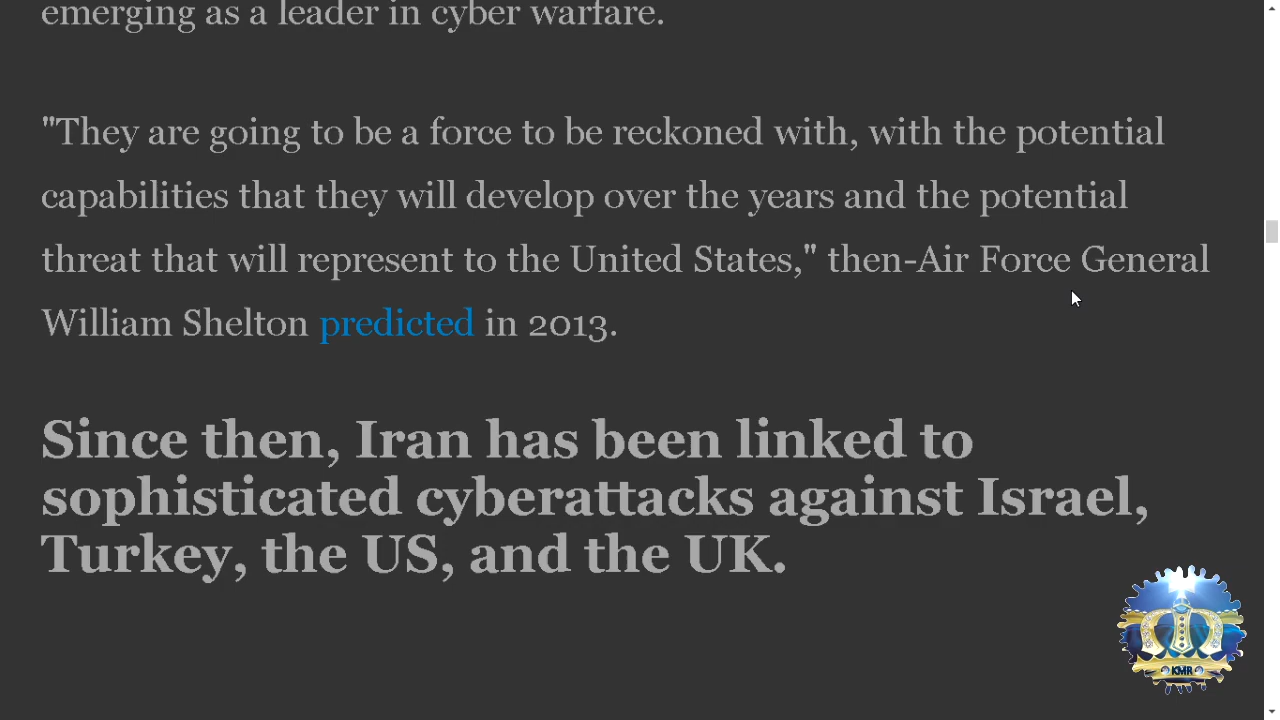 emerging as a leader in cyber warfare.
"They are going to be a force to be reckoned with, with the potential
capabilities that they will develop over the years and the potential
threat that will represent to the United States," then-Air Force General
William Shelton predicted in 2013.
Since then, Iran has been linked to
sophisticated cyberattacks against Israel,
Turkey, the US, and the UK.
KMR